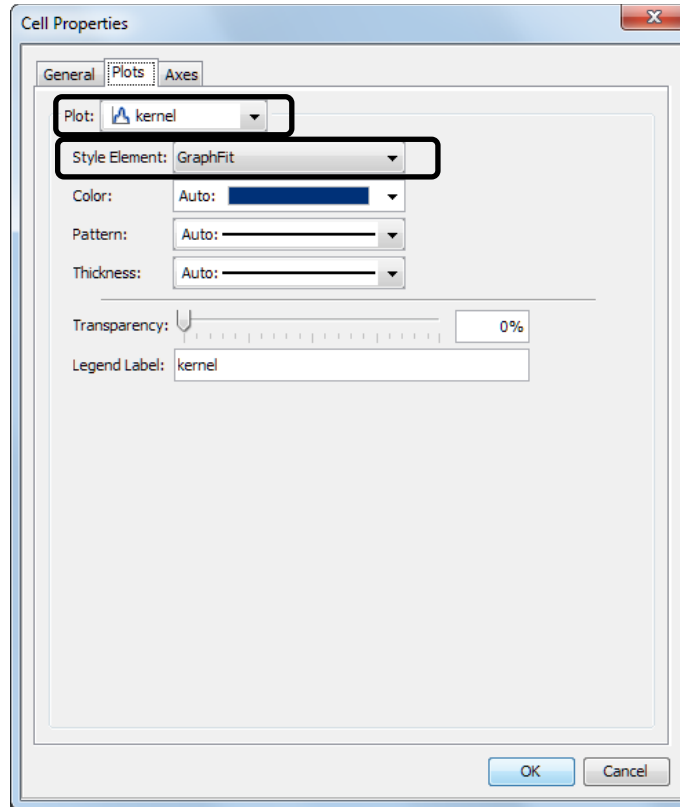 Cell Properties
General Plots Axes
Plot: kernel
Style Element: GraphFit
Color: Auto:
Pattern: Auto:
Thickness: Auto:
Transparency: 0%
Legend Label: kernel
OK Cancel